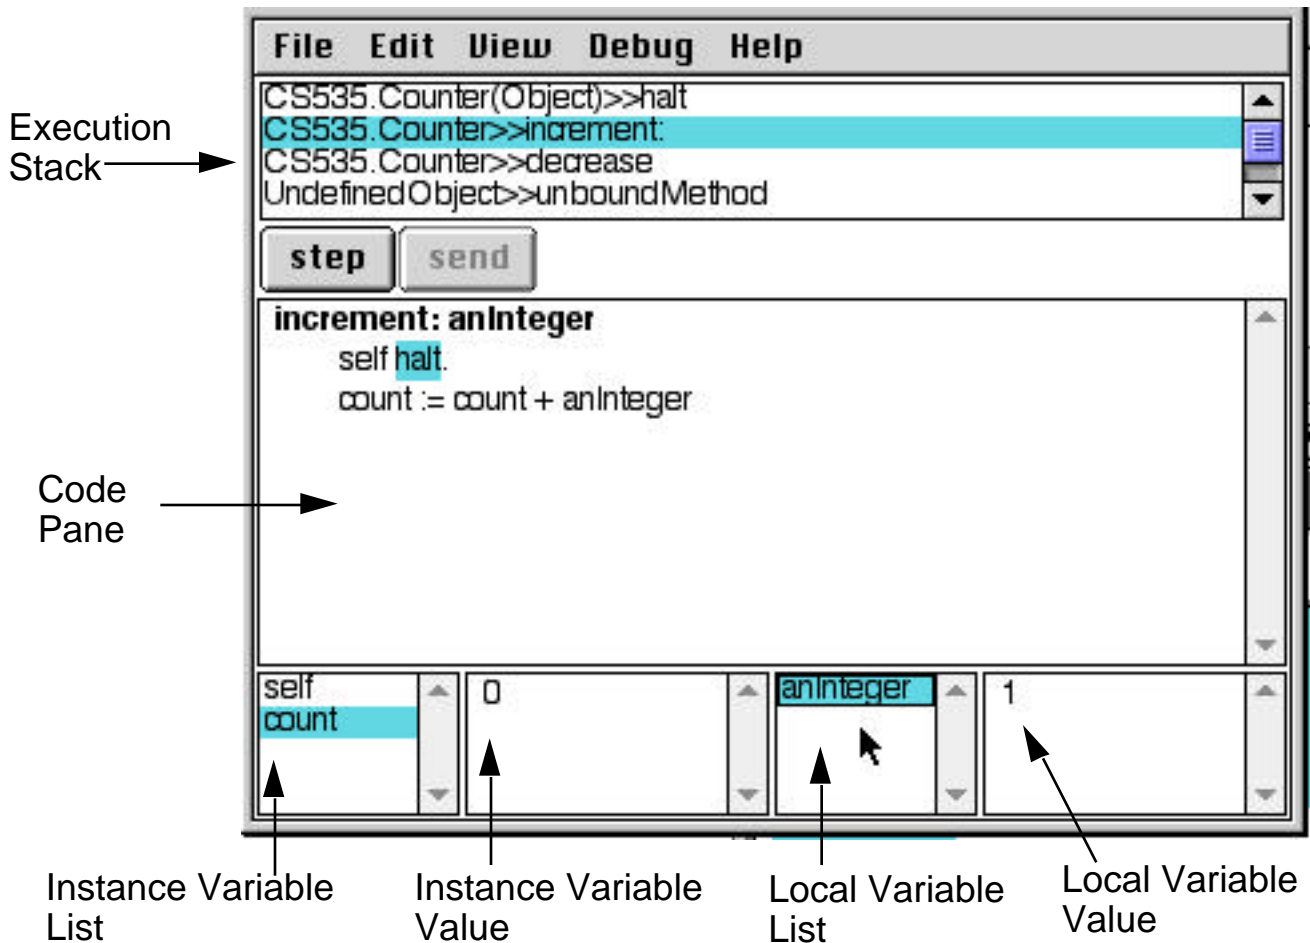 File Edit View Debug Help
CS535.Counter(Object)>>halt
CS535.Counter>>increment:
CS535.Counter>>decrease
UndefinedObject>>unboundMethod
Execution
Stack
step send
increment: anInteger
self halt.
count := count + anInteger
Code
Pane
self
count
0
anInteger
1
Instance Variable
List
Instance Variable
Value
Local Variable
List
Local Variable
Value